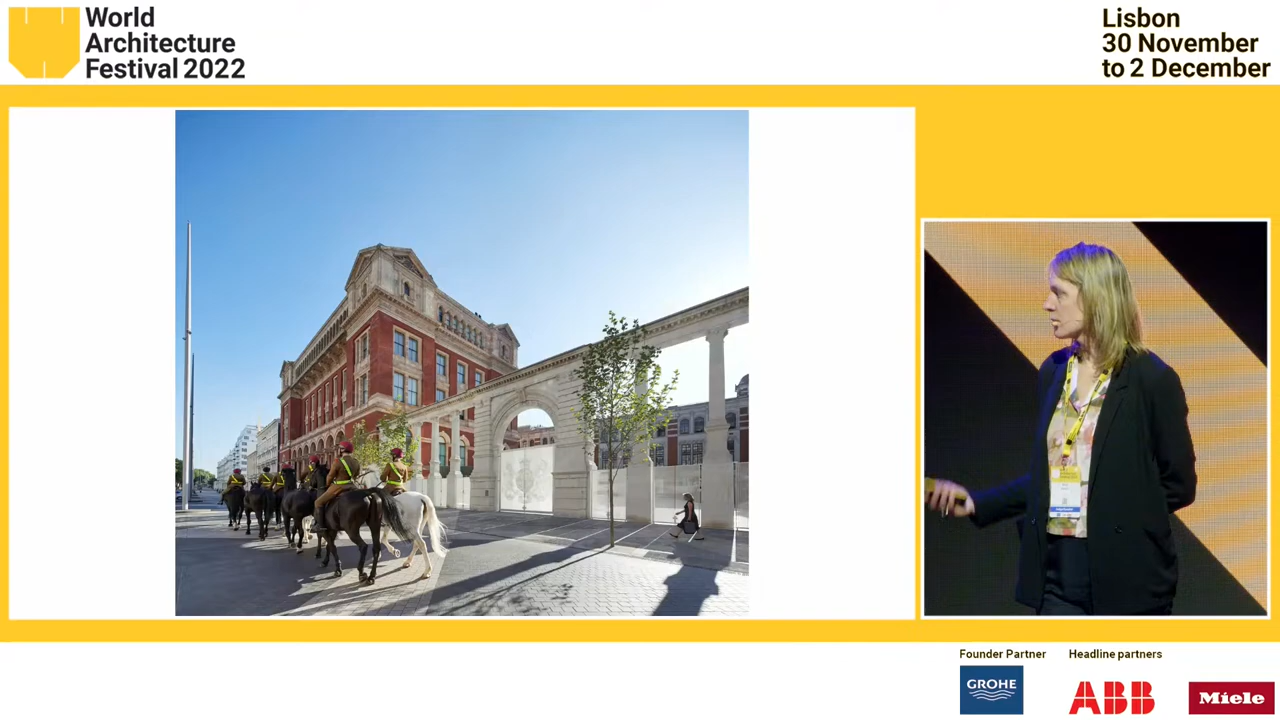 World
Architecture
Festival 2022
Lisbon
30 November
to 2 December
Founder Partner
Headline partners
GROHE
ABB
Miele